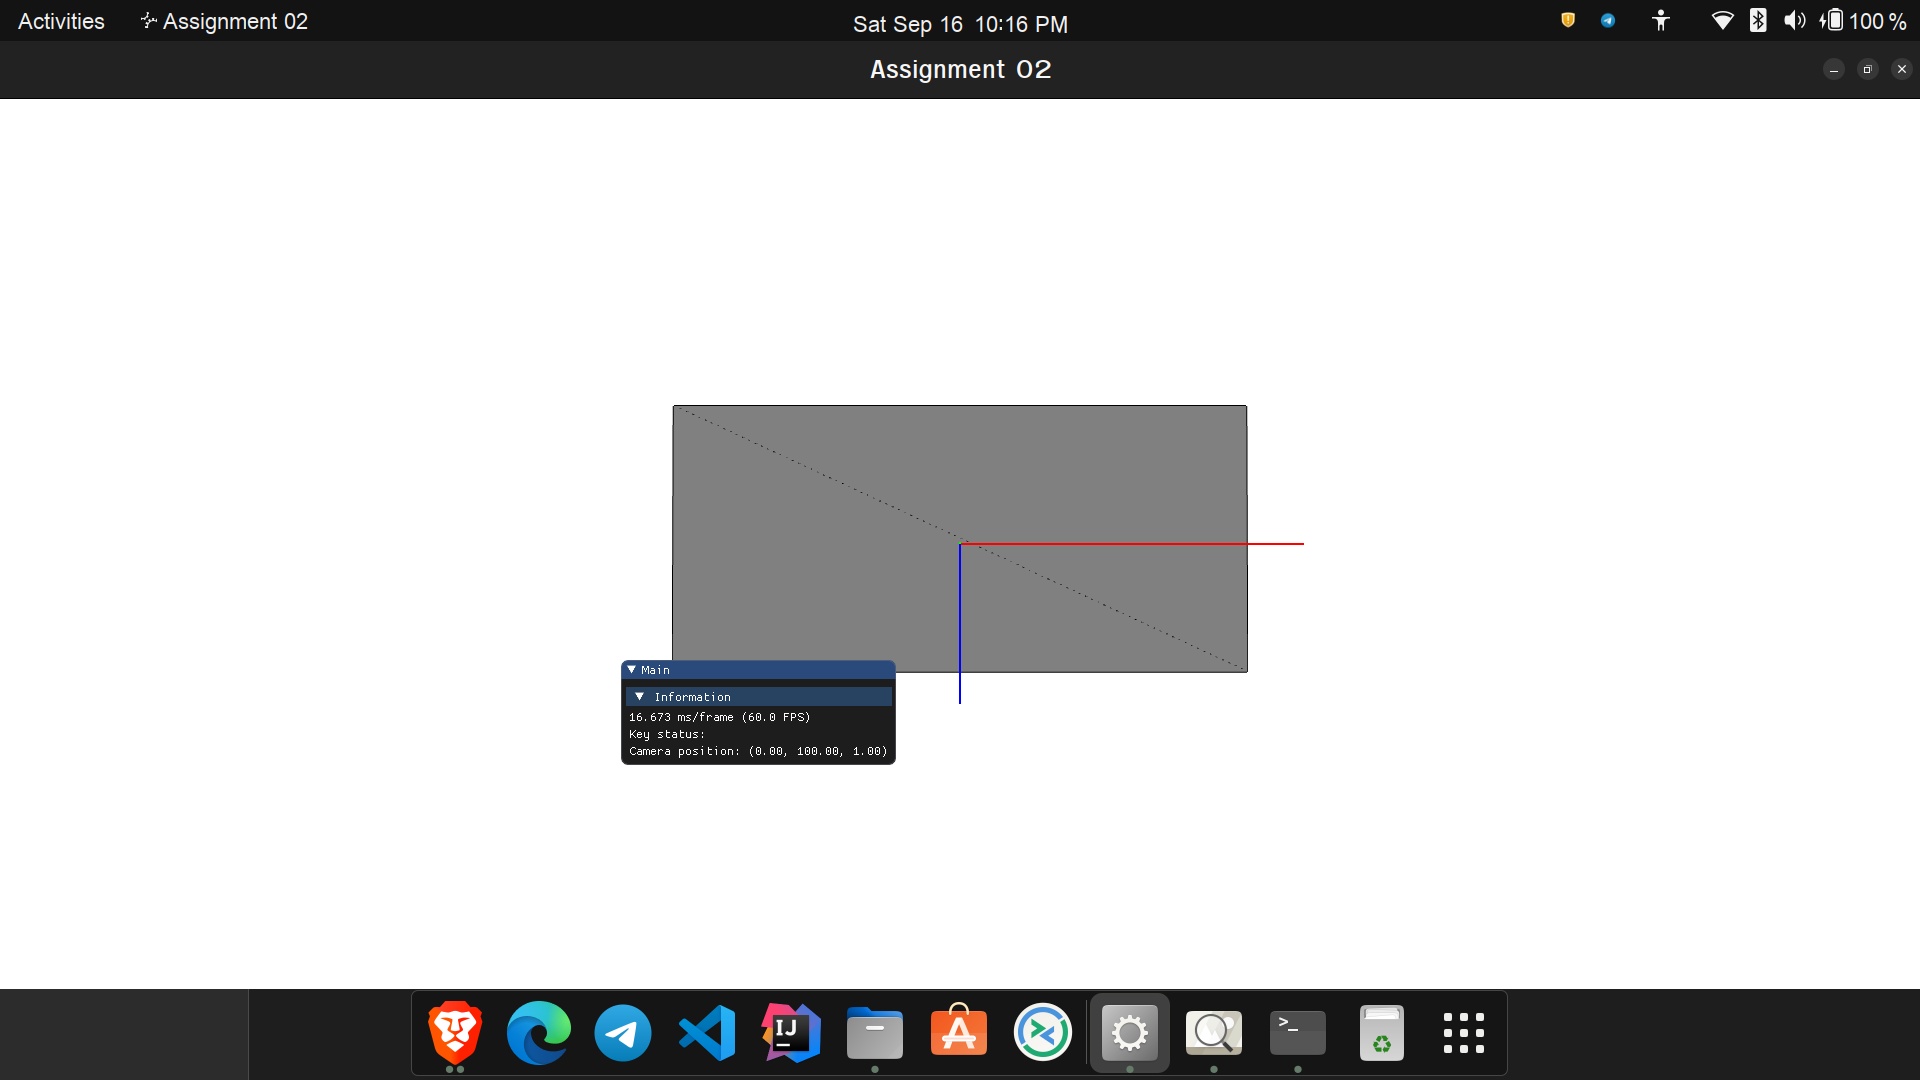 Activities Assignment 02 Sat Sep 16 10:16 PM 100 %
Assignment 02
Main
Information
16.673 ms/frame (60.0 FPS)
Key status:
Camera position: (0.00, 100.00, 1.00)
IJ
>_